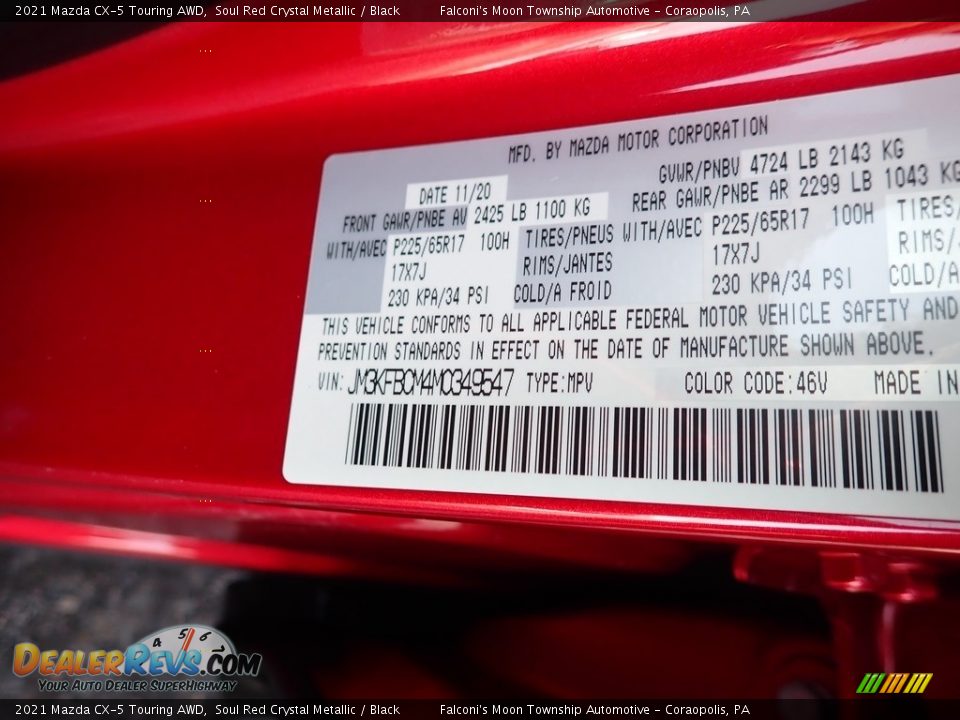 2021 Mazda CX-5 Touring AWD, Soul Red Crystal Metallic / Black Falconi's Moon Township Automotive - Coraopolis, PA
MFD. BY MAZDA MOTOR CORPORATION
DATE 11/20 GVWR/PNBV 4724 LB 2143 KG
FRONT GAWR/PNBE AV 2425 LB 1100 KG REAR GAWR/PNBE AR 2299 LB 1043 KG
WITH/AVEC P225/65R17 100H TIRES/PNEUS WITH/AVEC P225/65R17 100H TIRES/
17X7J RIMS/JANTES 17X7J RIMS/
230 KPA/34 PSI COLD/A FROID 230 KPA/34 PSI COLD/A
THIS VEHICLE CONFORMS TO ALL APPLICABLE FEDERAL MOTOR VEHICLE SAFETY AND
PREVENTION STANDARDS IN EFFECT ON THE DATE OF MANUFACTURE SHOWN ABOVE.
VIN: JM3KFBCM4M0349547 TYPE:MPV COLOR CODE:46V MADE IN
4 5 6
DEALERREVS.COM
YOUR AUTO DEALER SUPERHIGHWAY
2021 Mazda CX-5 Touring AWD, Soul Red Crystal Metallic / Black Falconi's Moon Township Automotive - Coraopolis, PA